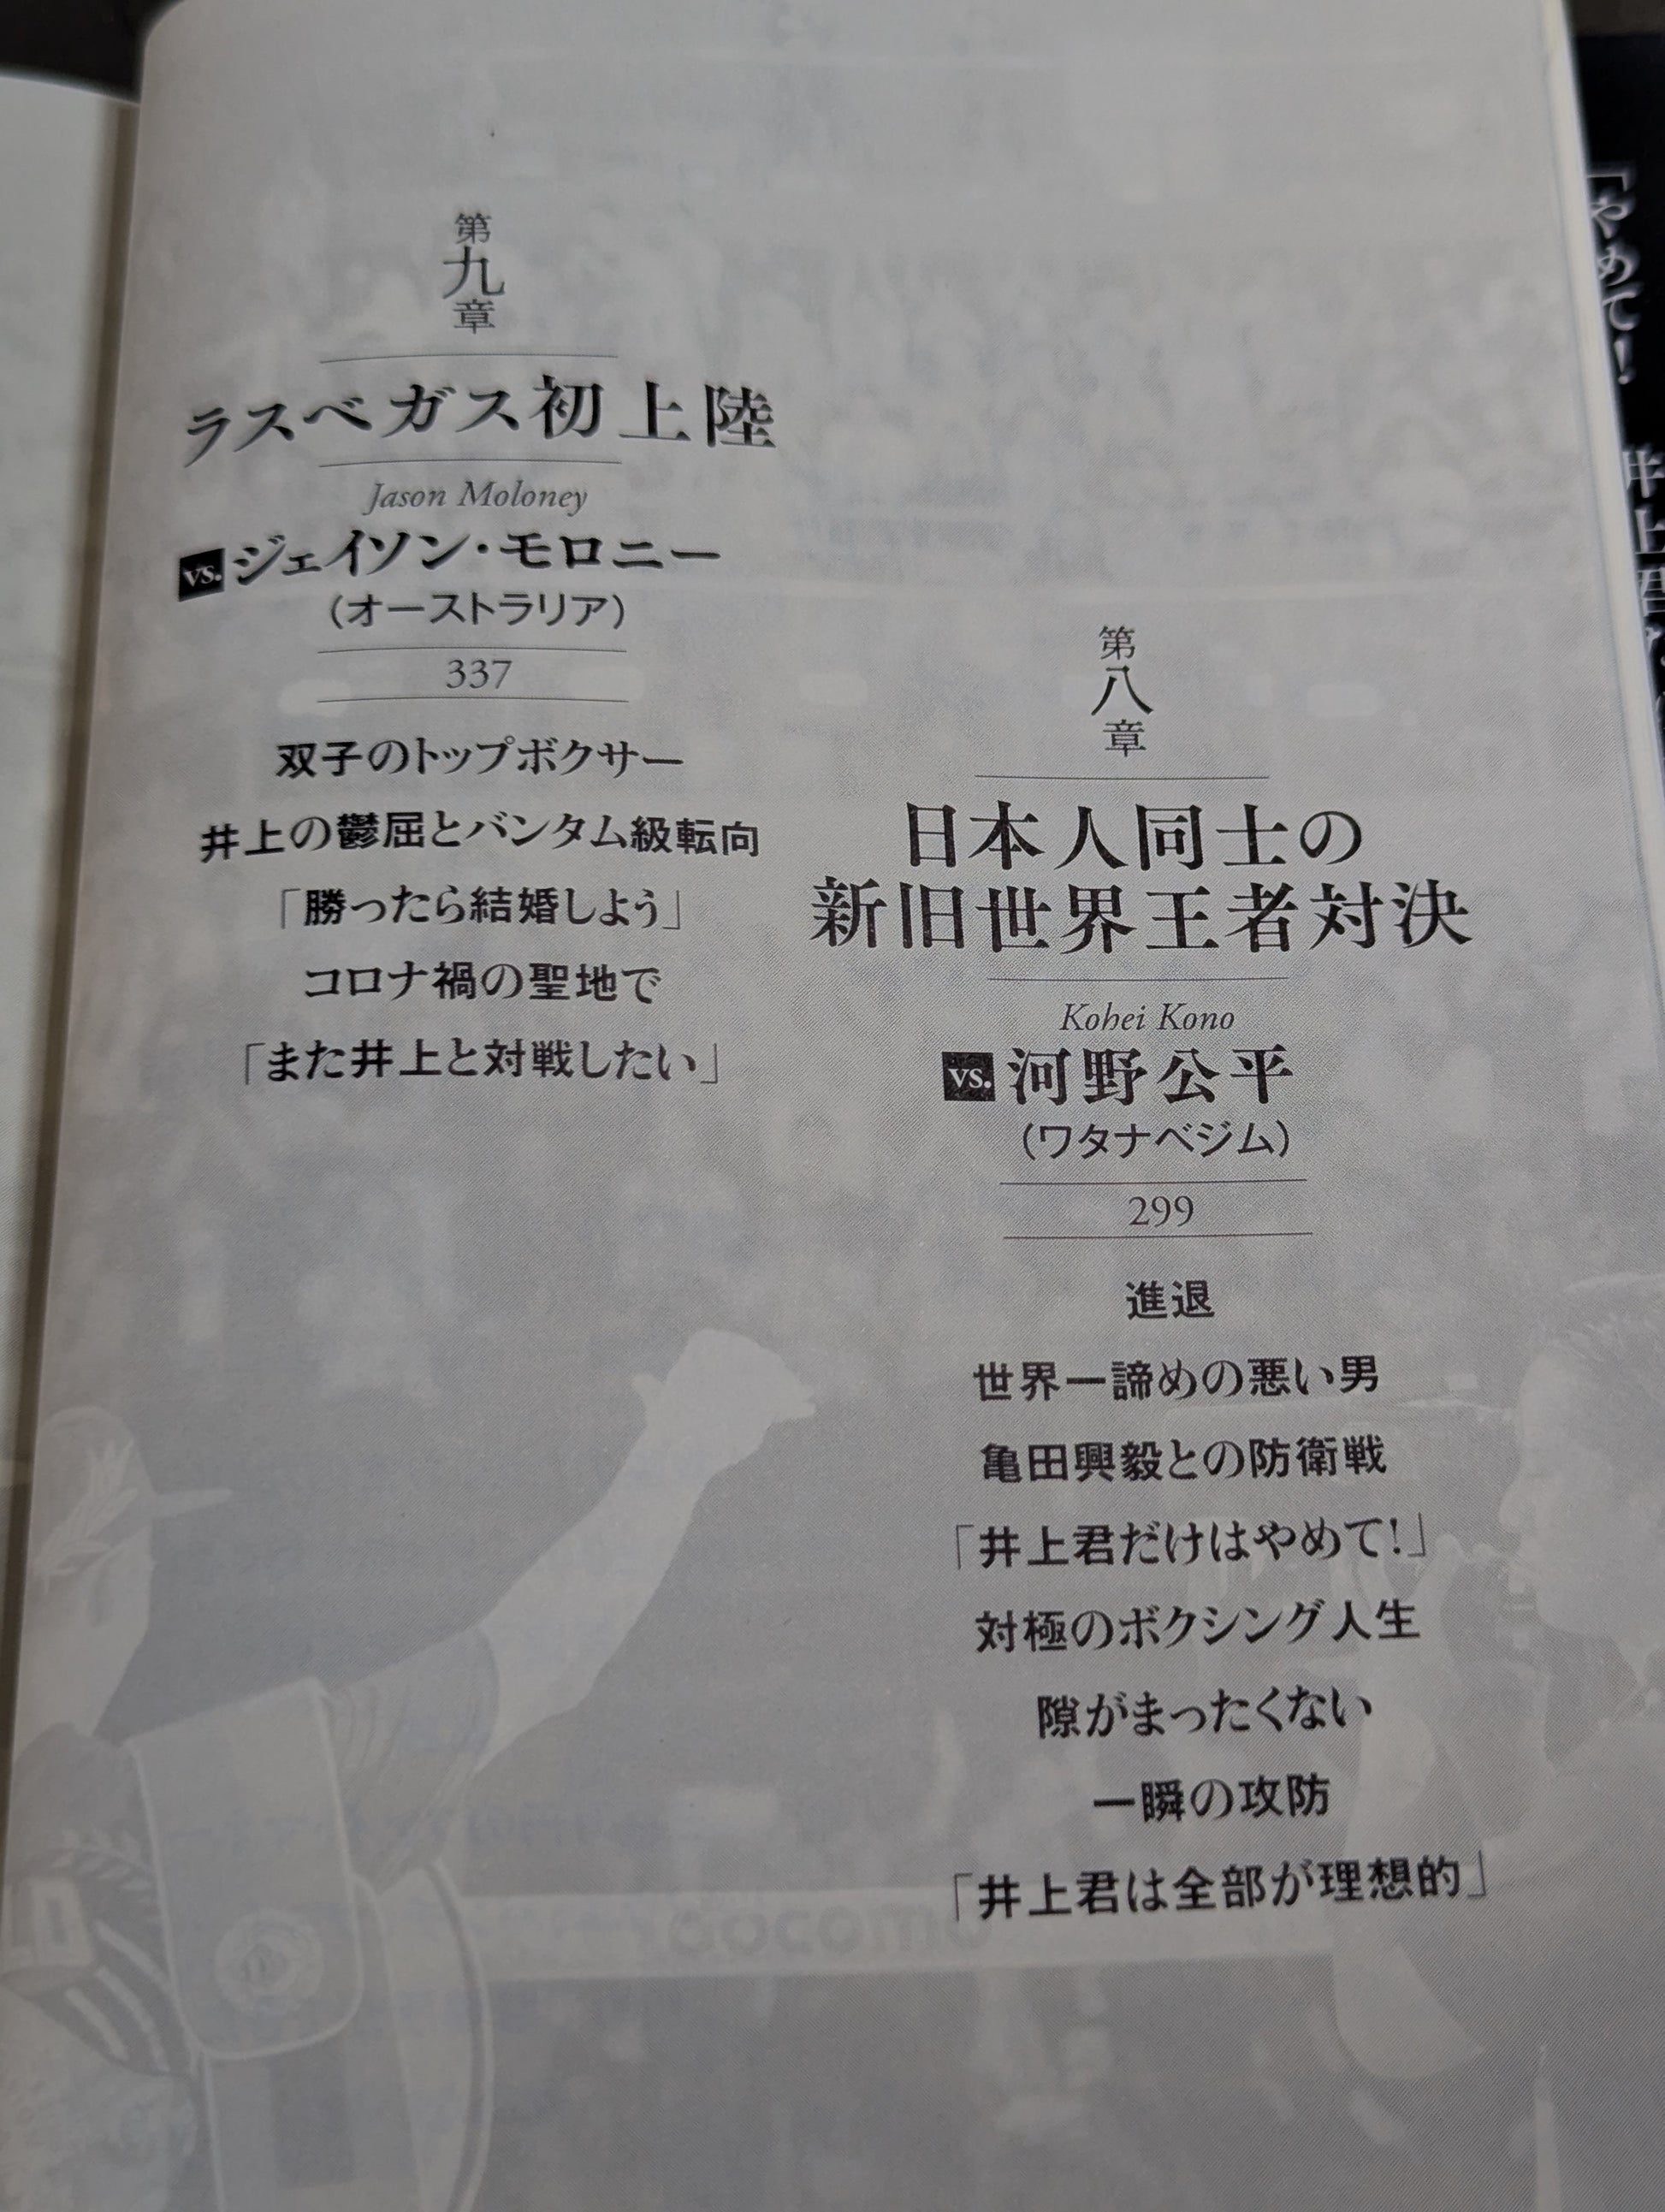 第八章
日本人同士の
新旧世界王者対決
Kohei Kono
vs. 河野公平
(ワタナベジム)
299
進退
世界一諦めの悪い男
亀田興毅との防衛戦
「井上君だけはやめて!」
対極のボクシング人生
隙がまったくない
一瞬の攻防
「井上君は全部が理想的」
第九章
ラスベガス初上陸
Jason Moloney
vs. ジェイソン・モロニー
(オーストラリア)
337
双子のトップボクサー
井上の鬱屈とバンタム級転向
「勝ったら結婚しよう」
コロナ禍の聖地で
「また井上と対戦したい」
「やめて!
井上君